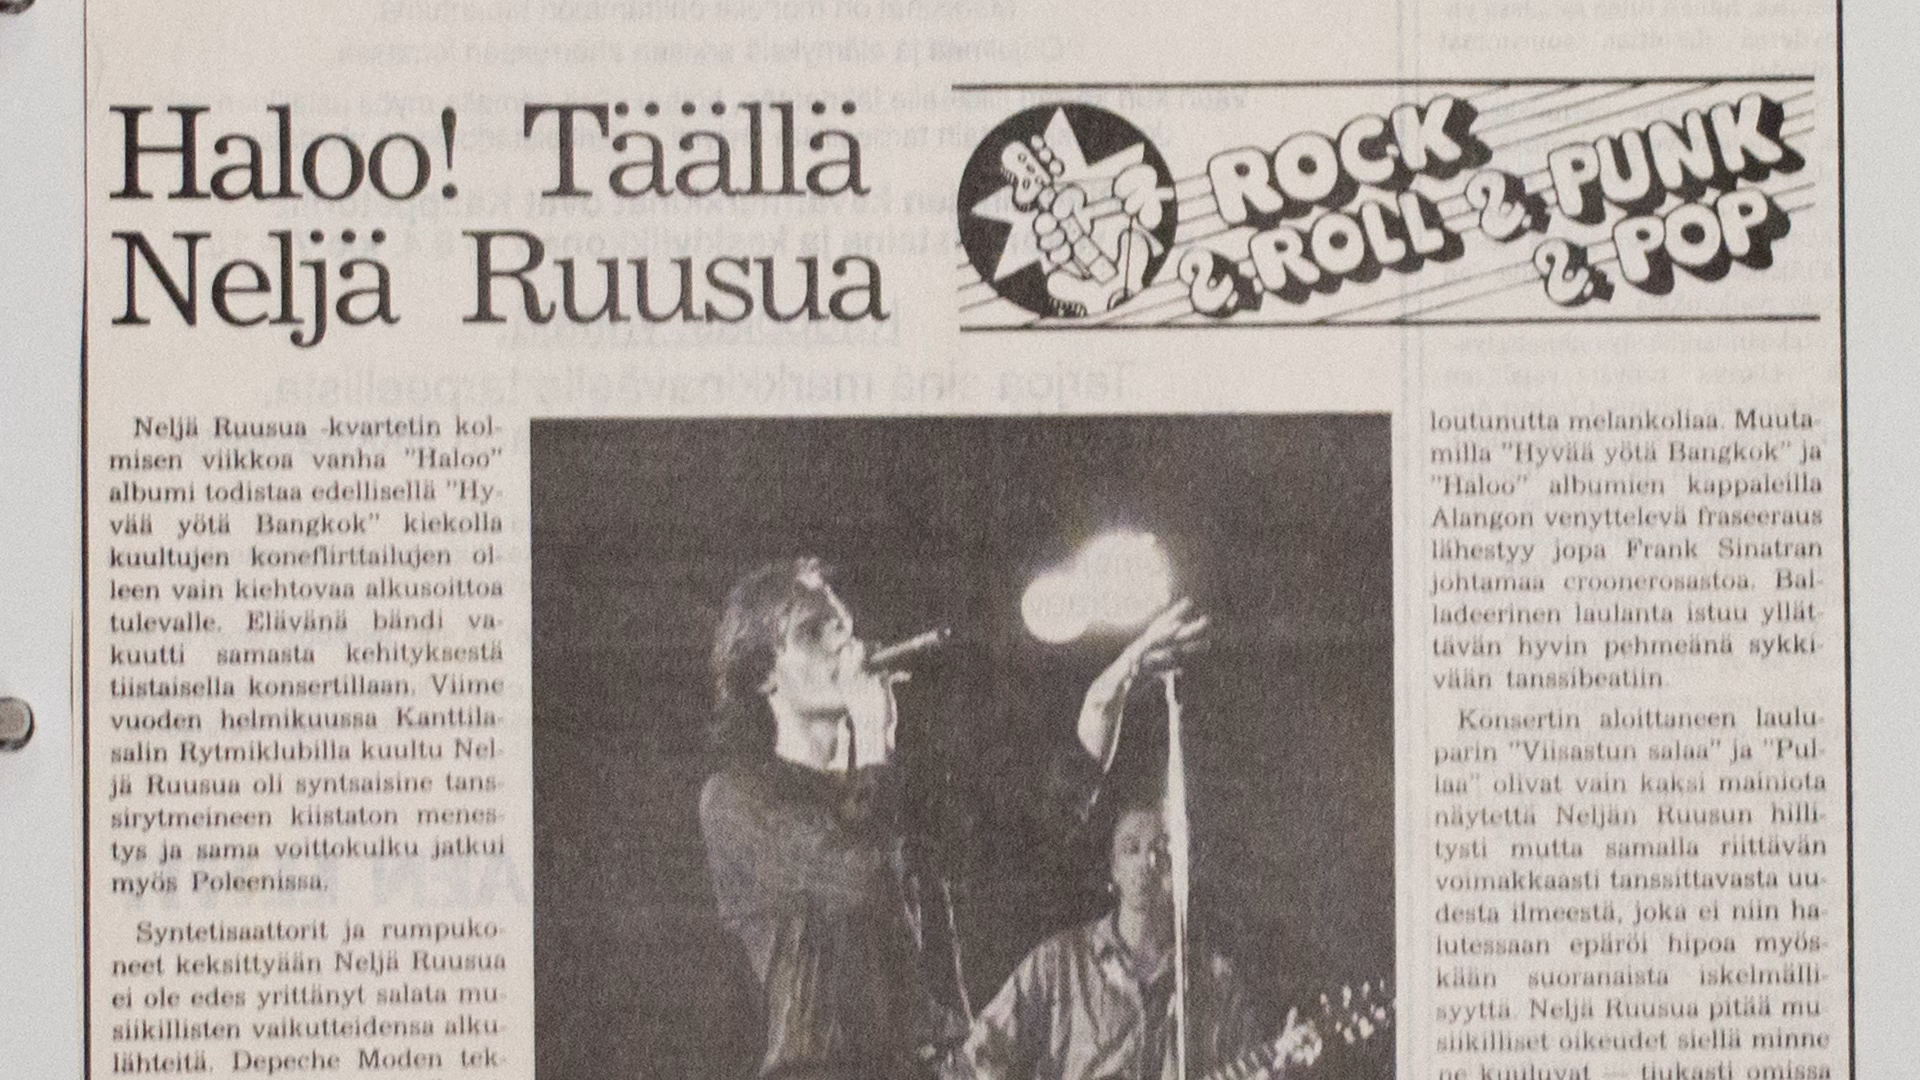 Haloo! Täällä
Neljä Ruusua
ROCK
& ROLL & PUNK
& POP
Neljä Ruusua -kvartetin kol-
misen viikkoa vanha "Haloo"
albumi todistaa edellisellä "Hy-
vää yötä Bangkok" kiekolla
kuultujen koneflirttailujen ol-
leen vain kiehtovaa alkusoittoa
tulevalle. Elävänä bändi va-
kuutti samasta kehityksestä
tiistaisella konsertillaan. Viime
vuoden helmikuussa Kanttila-
salin Rytmiklubilla kuultu Nel-
jä Ruusua oli syntsaisine tans-
sirytmeineen kiistaton menes-
tys ja sama voittokulku jatkui
myös Poleenissa.
Syntetisaattorit ja rumpuko-
neet keksittyään Neljä Ruusua
ei ole edes yrittänyt salata mu-
siikillisten vaikutteidensa alku-
lähteitä. Depeche Moden tek-
loutunutta melankoliaa. Muuta-
milla "Hyvää yötä Bangkok" ja
"Haloo" albumien kappaleilla
Alangon venyttelevä fraseeraus
lähestyy jopa Frank Sinatran
johtamaa croonerosastoa. Bal-
ladeerinen laulanta istuu yllät-
tävän hyvin pehmeänä sykki-
vään tanssibeatiin.
Konsertin aloittaneen laulu-
parin "Viisastun salaa" ja "Pul-
laa" olivat vain kaksi mainiota
näytettä Neljän Ruusun hilli-
tysti mutta samalla riittävän
voimakkaasti tanssittavasta uu-
desta ilmeestä, joka ei niin ha-
lutessaan epäröi hipoa myös-
kään suoranaista iskelmälli-
syyttä. Neljä Ruusua pitää mu-
siikilliset oikeudet siellä minne
ne kuuluvat — tiukasti omissa